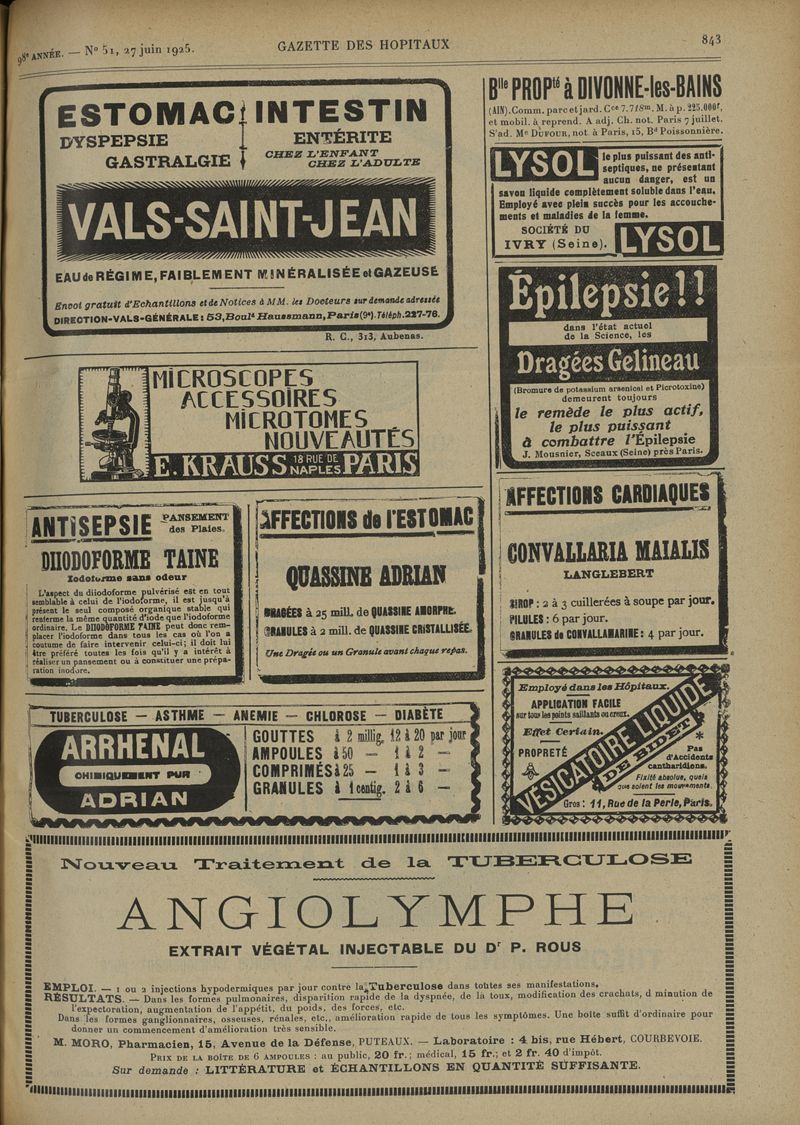 98e ANNÉE. — No 51, 27 juin 1925.
GAZETTE DES HOPITAUX
843
ESTOMAC INTESTIN
DYSPEPSIE
GASTRALGIE
ENTÉRITE
CHEZ L'ENFANT
CHEZ L'ADULTE
VALS-SAINT-JEAN
EAU de RÉGIME, FAIBLEMENT MINÉRALISÉE et GAZEUSE
Envoi gratuit d'Echantillons et de Notices à MM. les Docteurs sur demande adressée
DIRECTION-VALS-GÉNÉRALE: 53, Bould Haussmann, Paris (9e). Téléph. 227-76.
R. C., 313, Aubenas.
Blle PROPté à DIVONNE-les-BAINS
(AIN). Comm. parc et jard. Cce 7.718m. M. à p. 225.000f,
et mobil. à reprend. A adj. Ch. not. Paris 7 juillet.
S'ad. Me DUFOUR, not. à Paris, 15, Bd Poissonnière.
LYSOL
le plus puissant des anti-
septiques, ne présentant
aucun danger, est un
savon liquide complètement soluble dans l'eau.
Employé avec plein succès pour les accouche-
ments et maladies de la femme.
SOCIÉTÉ DU
IVRY (Seine).
LYSOL
Épilepsie!!
dans l'état actuel
de la Science, les
Dragées Gelineau
(Bromure de potassium arsenical et Picrotoxine)
demeurent toujours
le remède le plus actif,
le plus puissant
à combattre l'Épilepsie
J. Mousnier, Sceaux (Seine) près Paris.
MICROSCOPES
ACCESSOIRES
MICROTOMES
NOUVEAUTÉS
E. KRAUSS 18 RUE DE NAPLES PARIS
ANTISEPSIE
PANSEMENT
des Plaies.
DIIODOFORME TAINE
Iodoforme sans odeur
L'aspect du diiodoforme pulvérisé est en tout
semblable à celui de l'iodoforme, il est jusqu'à
présent le seul composé organique stable qui
renferme la même quantité d'iode que l'iodoforme
ordinaire. Le DIIODOFORME TAINE peut donc rem-
placer l'iodoforme dans tous les cas où l'on a
coutume de faire intervenir celui-ci; il doit lui
être préféré toutes les fois qu'il y a intérêt à
réaliser un pansement ou à constituer une prépa-
ration inodore.
AFFECTIONS de l'ESTOMAC
QUASSINE ADRIAN
DRAGÉES à 25 mill. de QUASSINE AMORPHE.
GRANULES à 2 mill. de QUASSINE CRISTALLISÉE.
Une Dragée ou un Granule avant chaque repas.
AFFECTIONS CARDIAQUES
CONVALLARIA MAIALIS
LANGLEBERT
SIROP: 2 à 3 cuillerées à soupe par jour.
PILULES: 6 par jour.
GRANULES de CONVALLAMARINE: 4 par jour.
TUBERCULOSE — ASTHME — ANEMIE — CHLOROSE — DIABÈTE
ARRHENAL
CHIMIQUEMENT PUR
ADRIAN
GOUTTES à 2 millig. 12 à 20 par jour
AMPOULES à 50 — 1 à 2 —
COMPRIMÉS à 25 — 1 à 3 —
GRANULES à 1 centig. 2 à 6 —
Employé dans les Hôpitaux.
APPLICATION FACILE
sur tous les points saillants ou creux.
Effet Certain.
PROPRETÉ
VÉSICATOIRE LIQUIDE
DE BIDET
*
Pas
d'Accidents
cantharidiens.
Fixité absolue, quels
que soient les mouvements.
Gros: 11, Rue de la Perle, Paris.
Nouveau Traitement de la TUBERCULOSE
ANGIOLYMPHE
EXTRAIT VÉGÉTAL INJECTABLE DU Dr P. ROUS
EMPLOI. — 1 ou 2 injections hypodermiques par jour contre la Tuberculose dans toutes ses manifestations.
RÉSULTATS. — Dans les formes pulmonaires, disparition rapide de la dyspnée, de la toux, modification des crachats, d minution de
l'expectoration, augmentation de l'appétit, du poids, des forces, etc.
Dans les formes ganglionnaires, osseuses, rénales, etc., amélioration rapide de tous les symptômes. Une boîte suffit d'ordinaire pour
donner un commencement d'amélioration très sensible.
M. MORO, Pharmacien, 15, Avenue de la Défense, PUTEAUX. — Laboratoire : 4 bis, rue Hébert, COURBEVOIE.
PRIX DE LA BOÎTE DE 6 AMPOULES : au public, 20 fr.; médical, 15 fr.; et 2 fr. 40 d'impôt.
Sur demande : LITTÉRATURE et ÉCHANTILLONS EN QUANTITÉ SUFFISANTE.